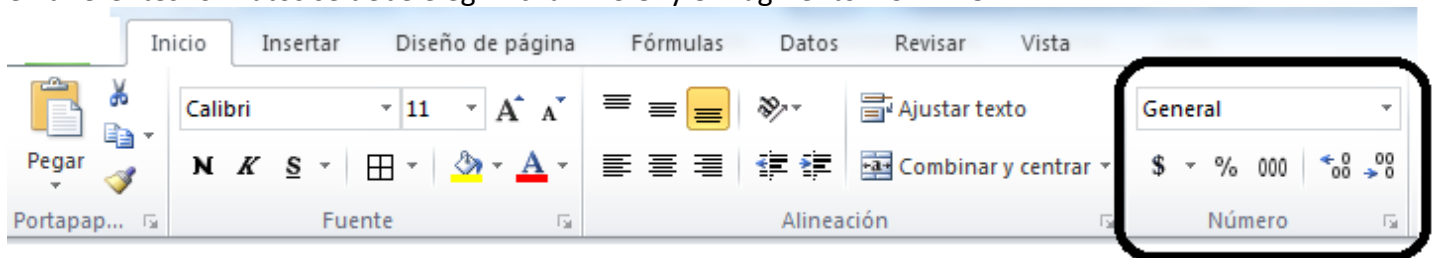 Inicio Insertar Diseño de página Fórmulas Datos Revisar Vista
Calibri 11 A A Ajustar texto General
Pegar N K S A Combinar y centrar $ % 000
Portapap... Fuente Alineación Número